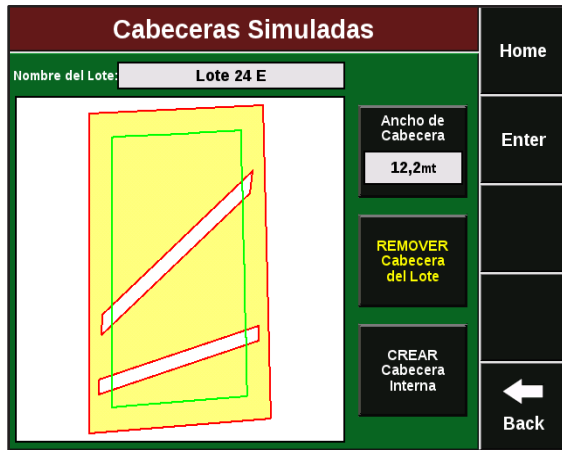 Cabeceras Simuladas
Nombre del Lote:
Lote 24 E
Ancho de
Cabecera
12,2mt
REMOVER
Cabecera
del Lote
CREAR
Cabecera
Interna
Home
Enter
Back